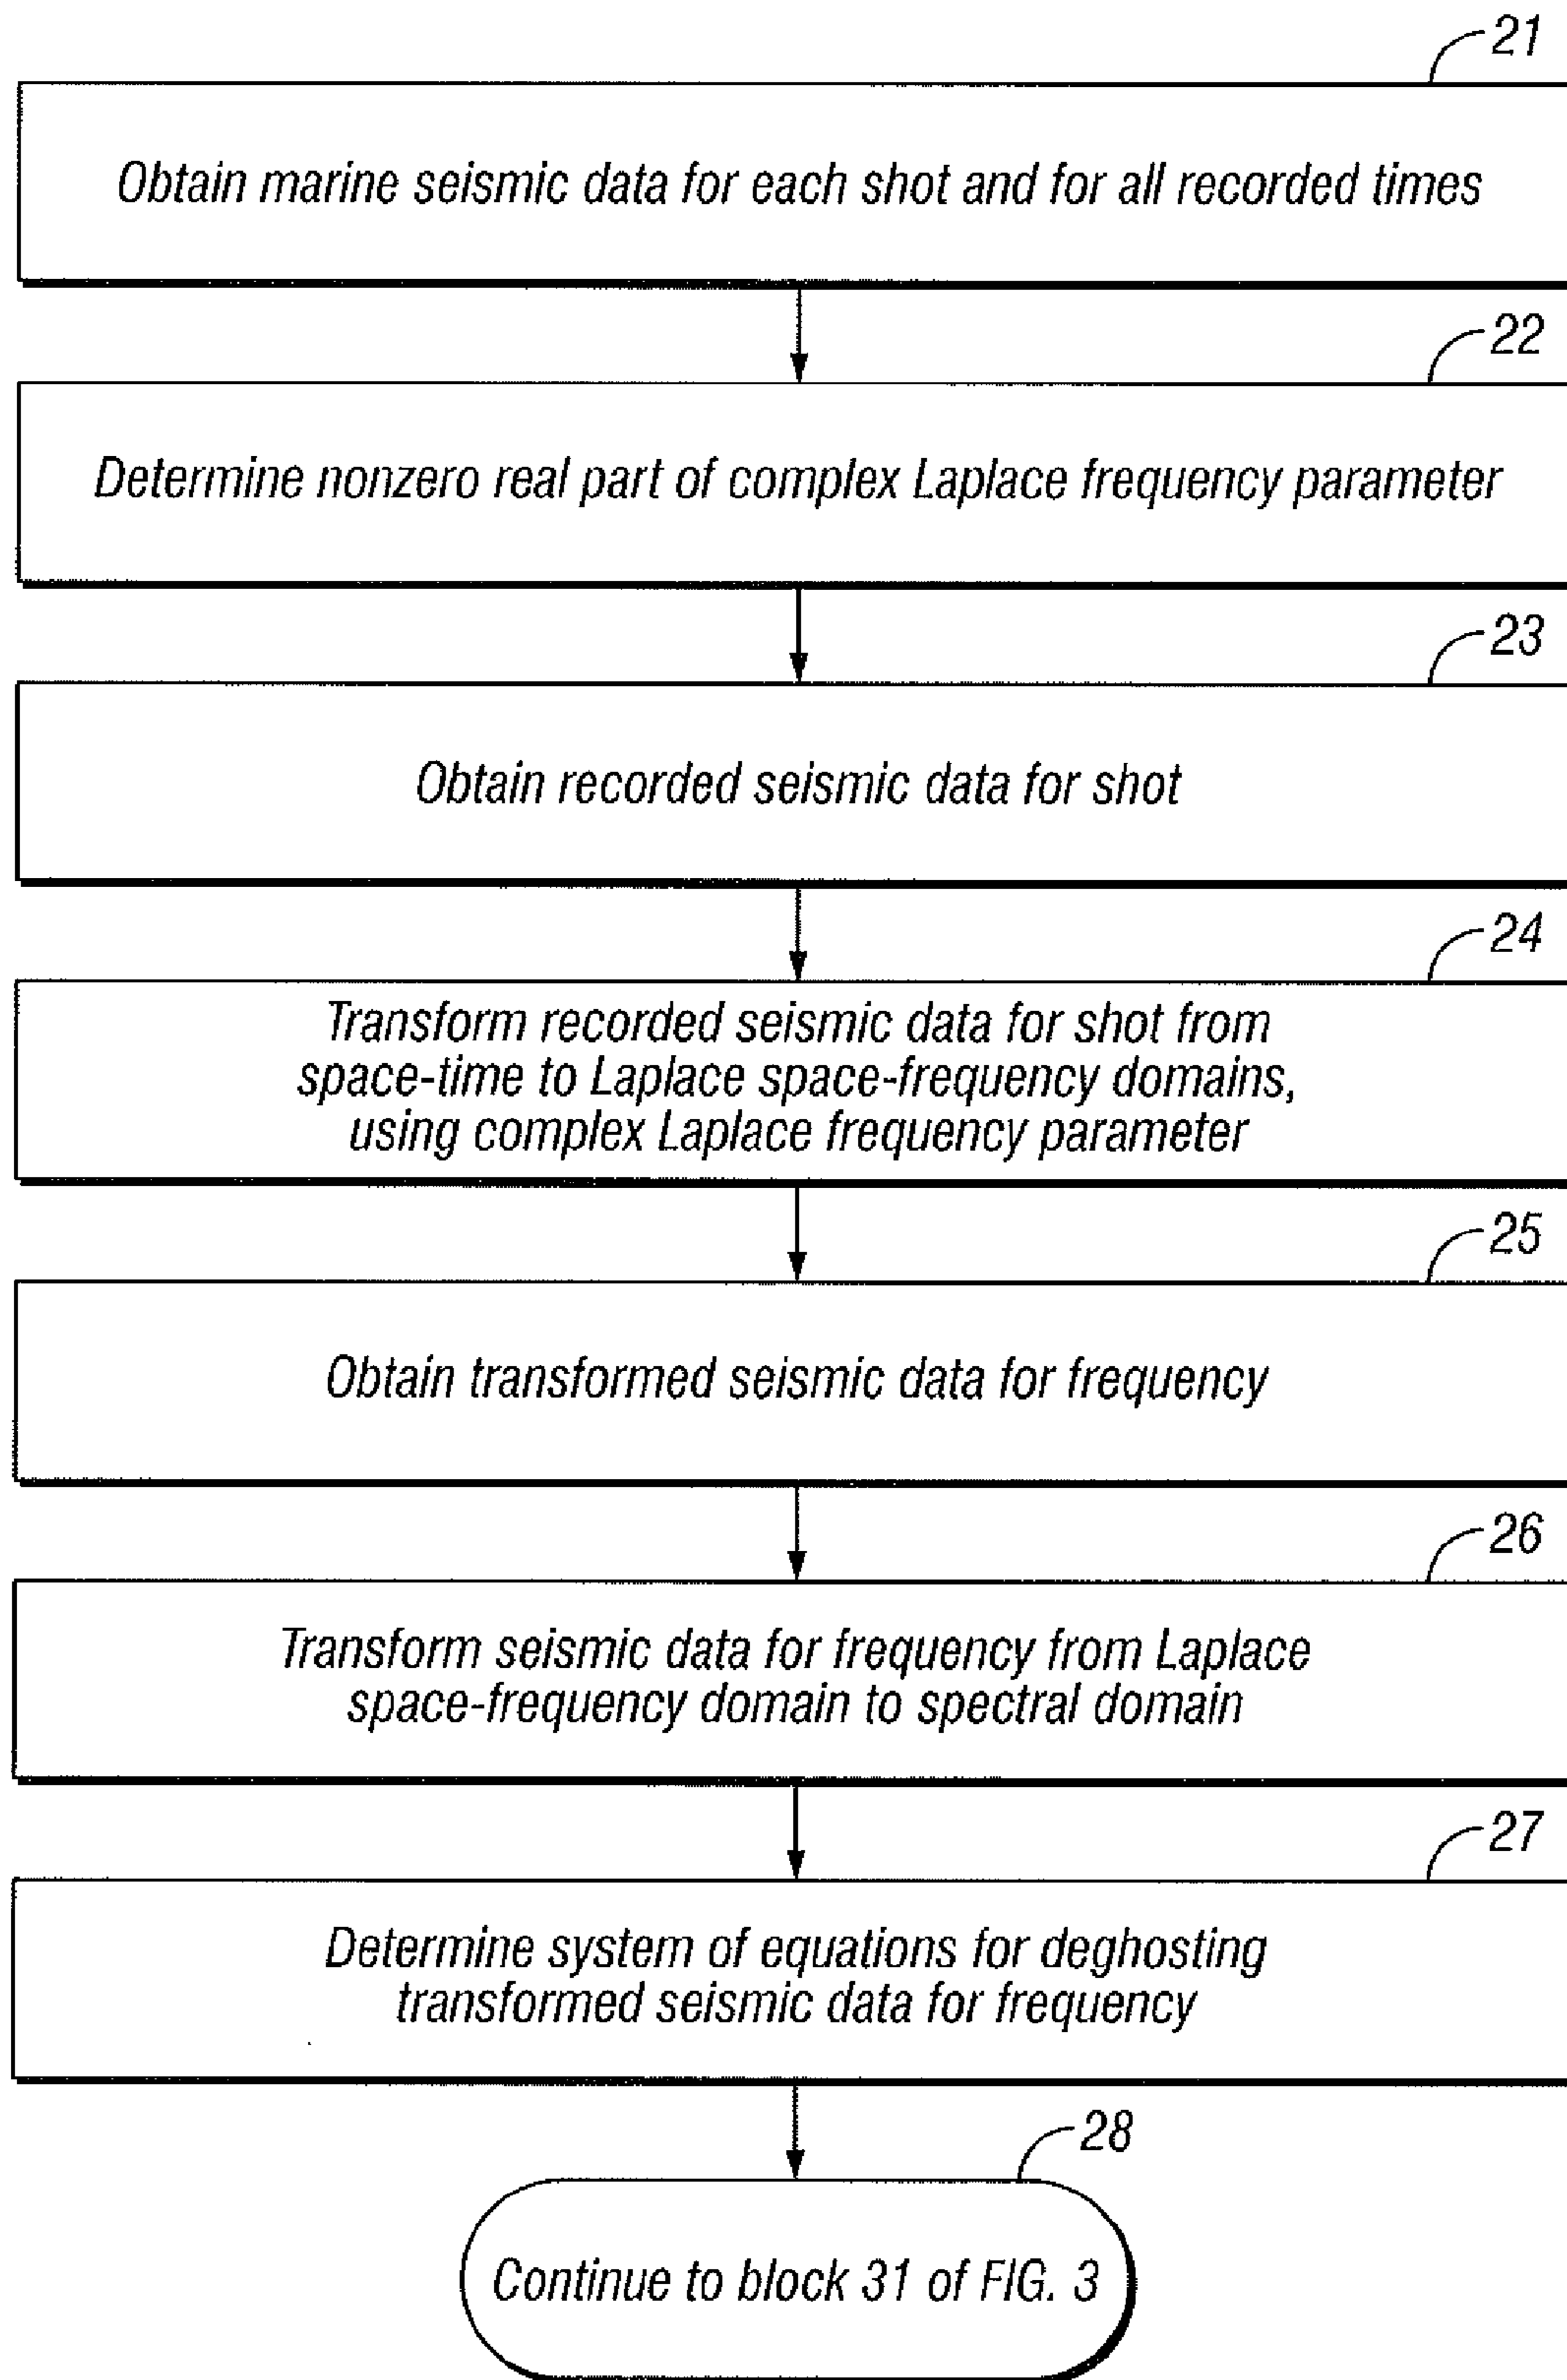 21
Obtain marine seismic data for each shot and for all recorded times
22
Determine nonzero real part of complex Laplace frequency parameter
23
Obtain recorded seismic data for shot
24
Transform recorded seismic data for shot from
space-time to Laplace space-frequency domains,
using complex Laplace frequency parameter
25
Obtain transformed seismic data for frequency
26
Transform seismic data for frequency from Laplace
space-frequency domain to spectral domain
27
Determine system of equations for deghosting
transformed seismic data for frequency
28
Continue to block 31 of FIG. 3